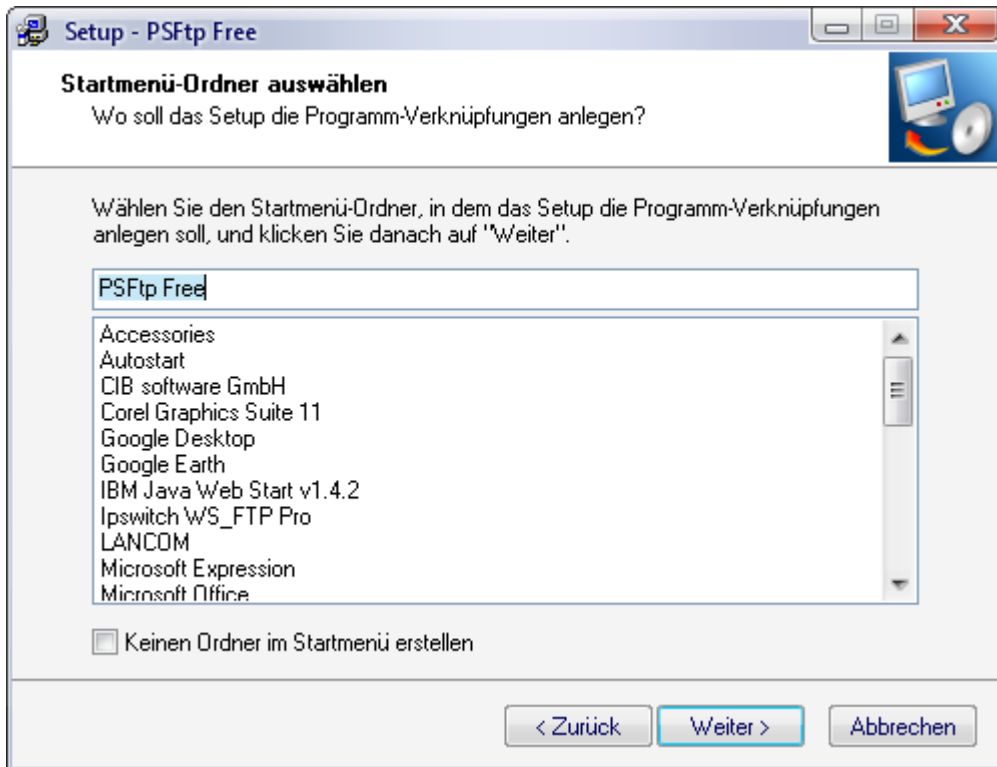 Setup - PSFtp Free
Startmenü-Ordner auswählen
Wo soll das Setup die Programm-Verknüpfungen anlegen?
Wählen Sie den Startmenü-Ordner, in dem das Setup die Programm-Verknüpfungen
anlegen soll, und klicken Sie danach auf "Weiter".
PSFtp Free
Accessories
Autostart
CIB software GmbH
Corel Graphics Suite 11
Google Desktop
Google Earth
IBM Java Web Start v1.4.2
Ipswitch WS_FTP Pro
LANCOM
Microsoft Expression
Microsoft Office
Keinen Ordner im Startmenü erstellen
< Zurück Weiter > Abbrechen